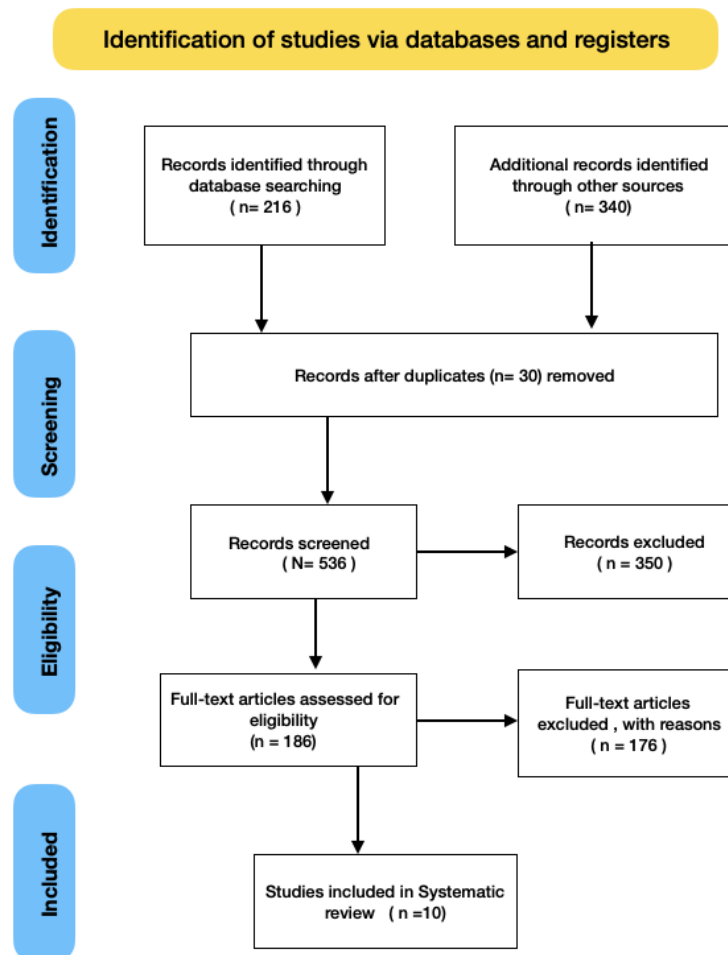 Identification of studies via databases and registers
Identification
Records identified through
database searching
( n= 216 )
Additional records identified
through other sources
(n= 340)
Screening
Records after duplicates (n= 30) removed
Records screened
( N= 536 )
Records excluded
( n = 350 )
Eligibility
Full-text articles assessed for
eligibility
(n = 186)
Full-text articles
excluded , with reasons
( n = 176 )
Included
Studies included in Systematic
review ( n =10)